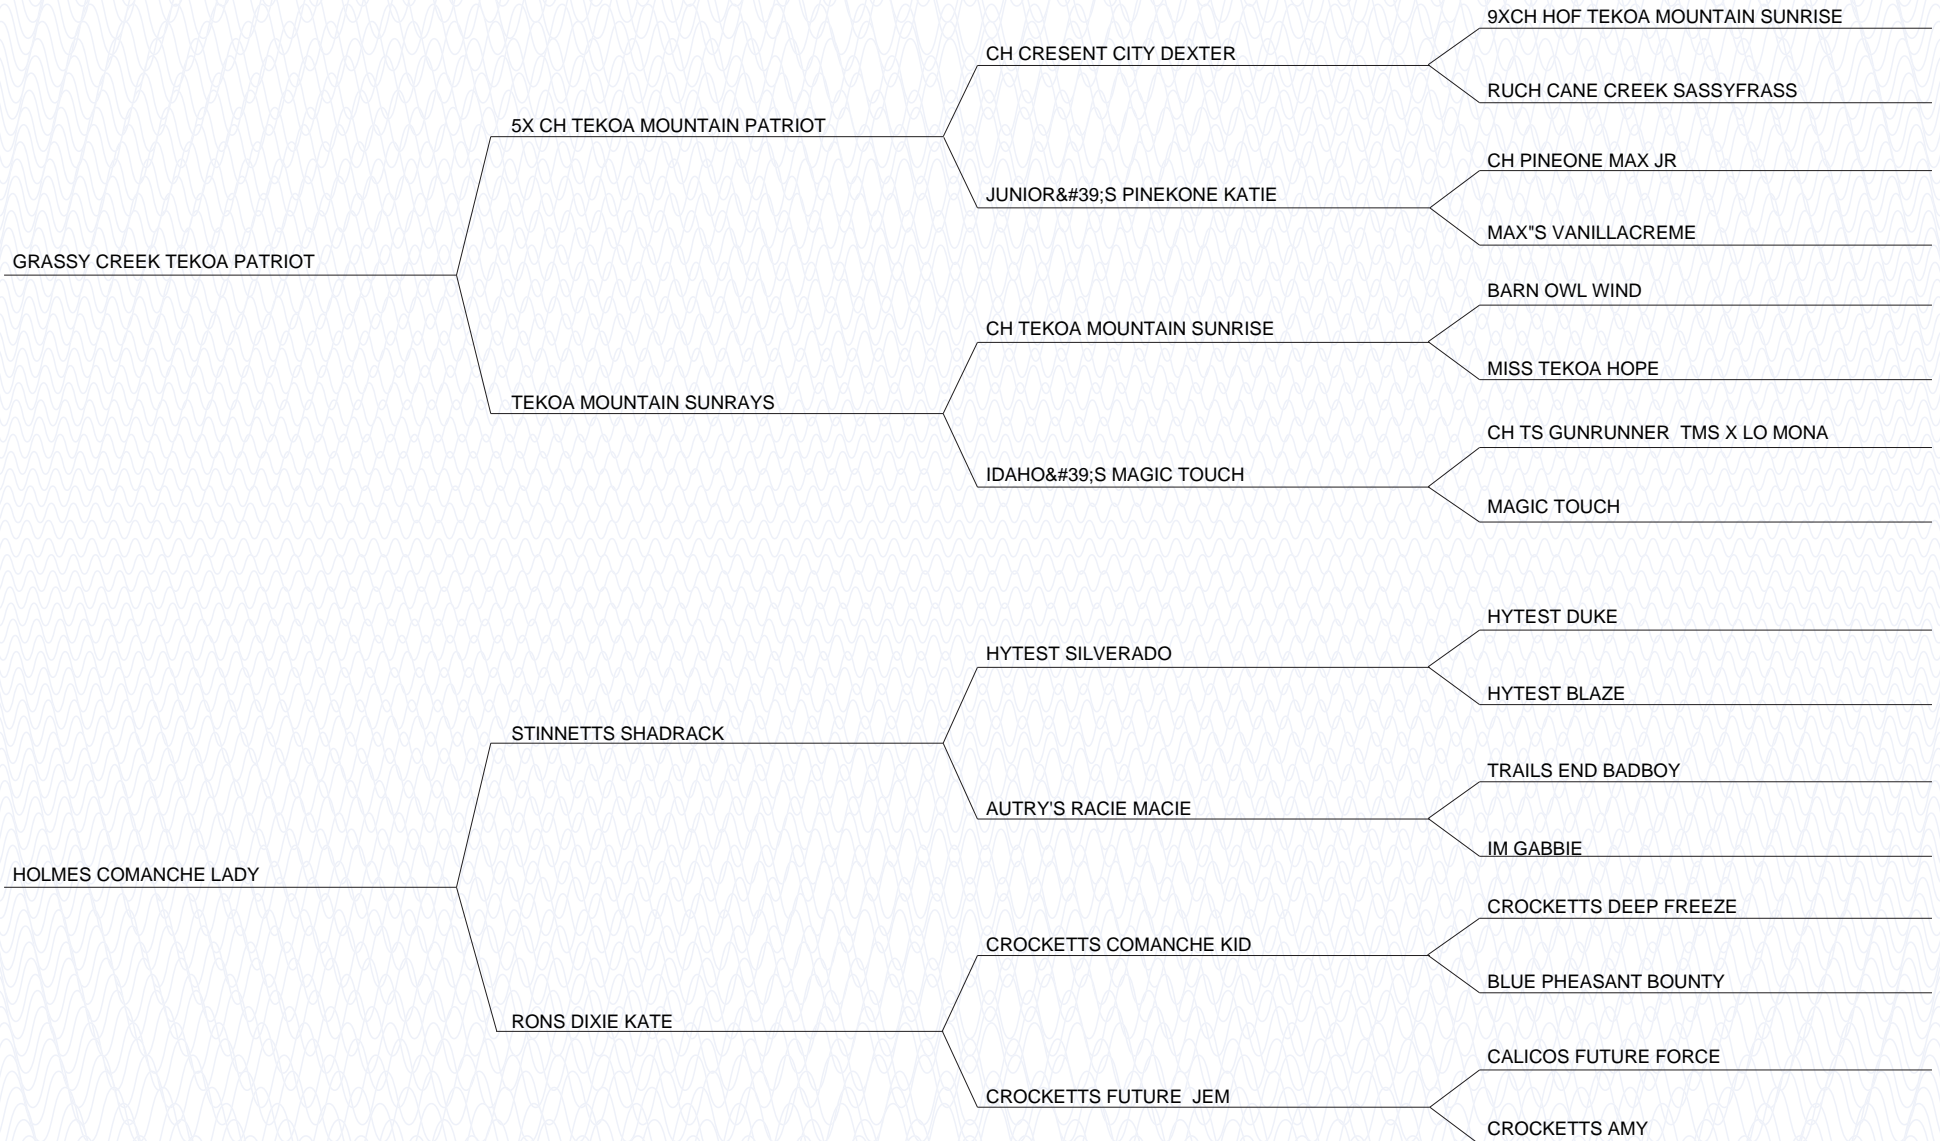 9XCH HOF TEKOA MOUNTAIN SUNRISE
CH CRESENT CITY DEXTER
RUCH CANE CREEK SASSYFRASS
5X CH TEKOA MOUNTAIN PATRIOT
CH PINEONE MAX JR
JUNIOR&#39;S PINEKONE KATIE
MAX"S VANILLACREME
GRASSY CREEK TEKOA PATRIOT
BARN OWL WIND
CH TEKOA MOUNTAIN SUNRISE
MISS TEKOA HOPE
TEKOA MOUNTAIN SUNRAYS
CH TS GUNRUNNER  TMS X LO MONA
IDAHO&#39;S MAGIC TOUCH
MAGIC TOUCH
HYTEST DUKE
HYTEST SILVERADO
HYTEST BLAZE
STINNETTS SHADRACK
TRAILS END BADBOY
AUTRY'S RACIE MACIE
IM GABBIE
HOLMES COMANCHE LADY
CROCKETTS DEEP FREEZE
CROCKETTS COMANCHE KID
BLUE PHEASANT BOUNTY
RONS DIXIE KATE
CALICOS FUTURE FORCE
CROCKETTS FUTURE  JEM
CROCKETTS AMY